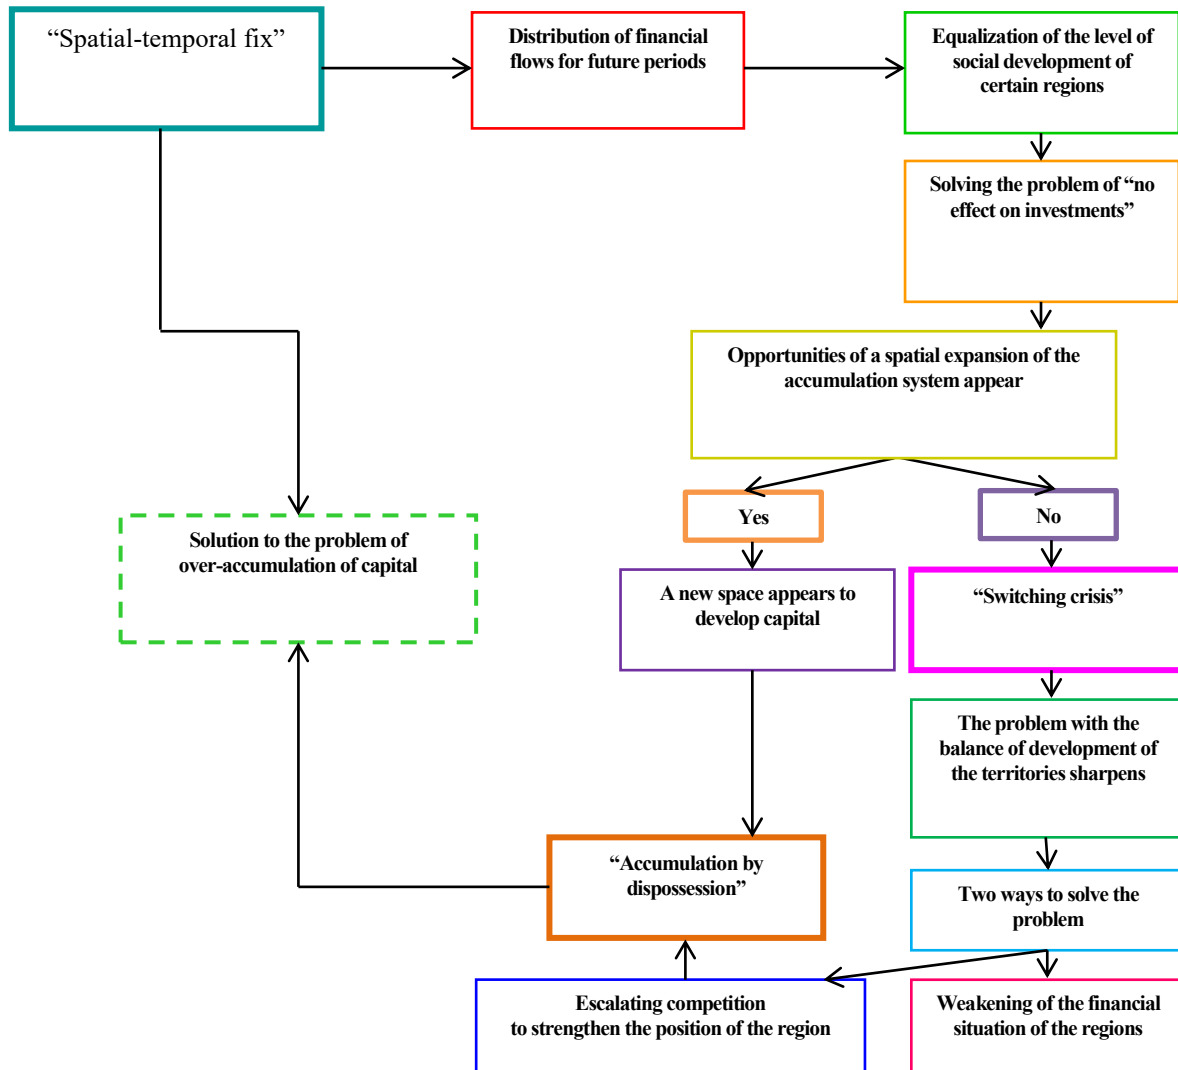 “Spatial-temporal fix”
Distribution of financial
flows for future periods
Equalization of the level of
social development of
certain regions
Solving the problem of “no
effect on investments”
Opportunities of a spatial expansion of the
accumulation system appear
Yes
No
Solution to the problem of
over-accumulation of capital
A new space appears to
develop capital
“Switching crisis”
The problem with the
balance of development of
the territories sharpens
“Accumulation by
dispossession”
Two ways to solve the
problem
Escalating competition
to strengthen the position of the region
Weakening of the financial
situation of the regions